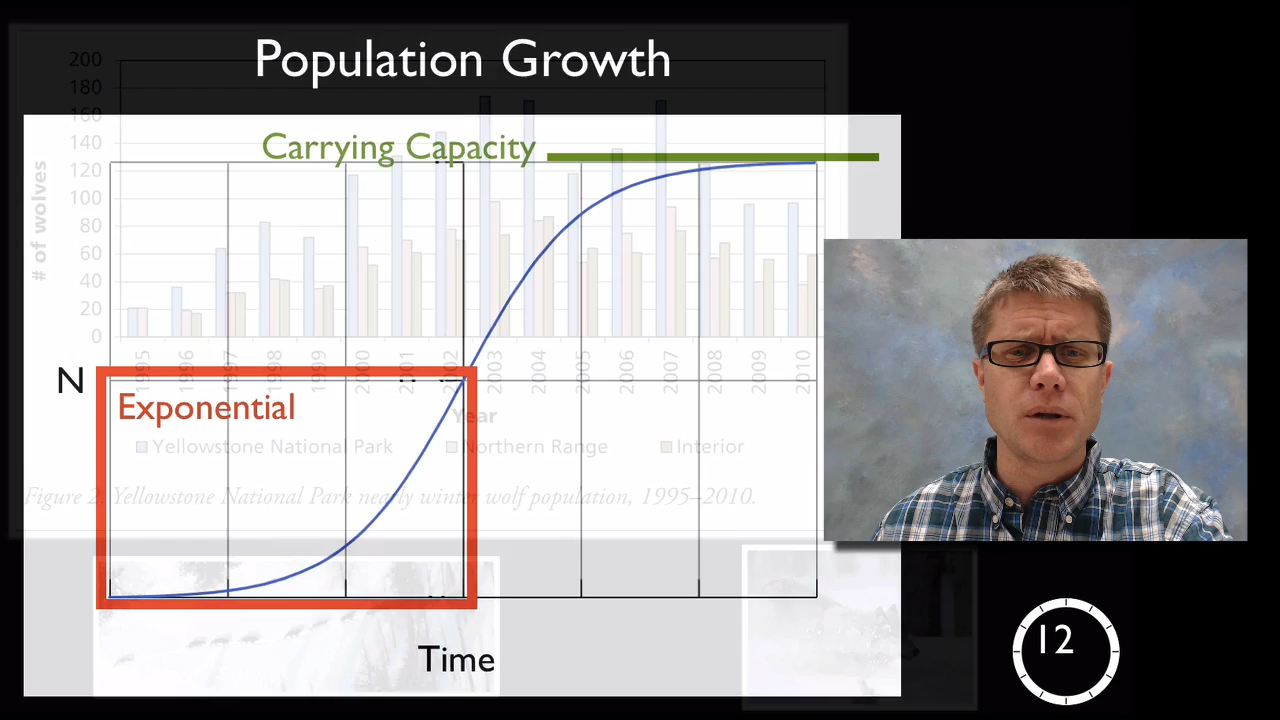 Population Growth
200
180
160
140
120
100
80
60
40
20
0
# of wolves
Carrying Capacity
1995
1996
1997
1998
1999
2000
2001
2002
2003
2004
2005
2006
2007
2008
2009
2010
N
Exponential
Year
Yellowstone National Park
Northern Range
Interior
Figure 2. Yellowstone National Park nearly winter wolf population, 1995–2010.
Time
12